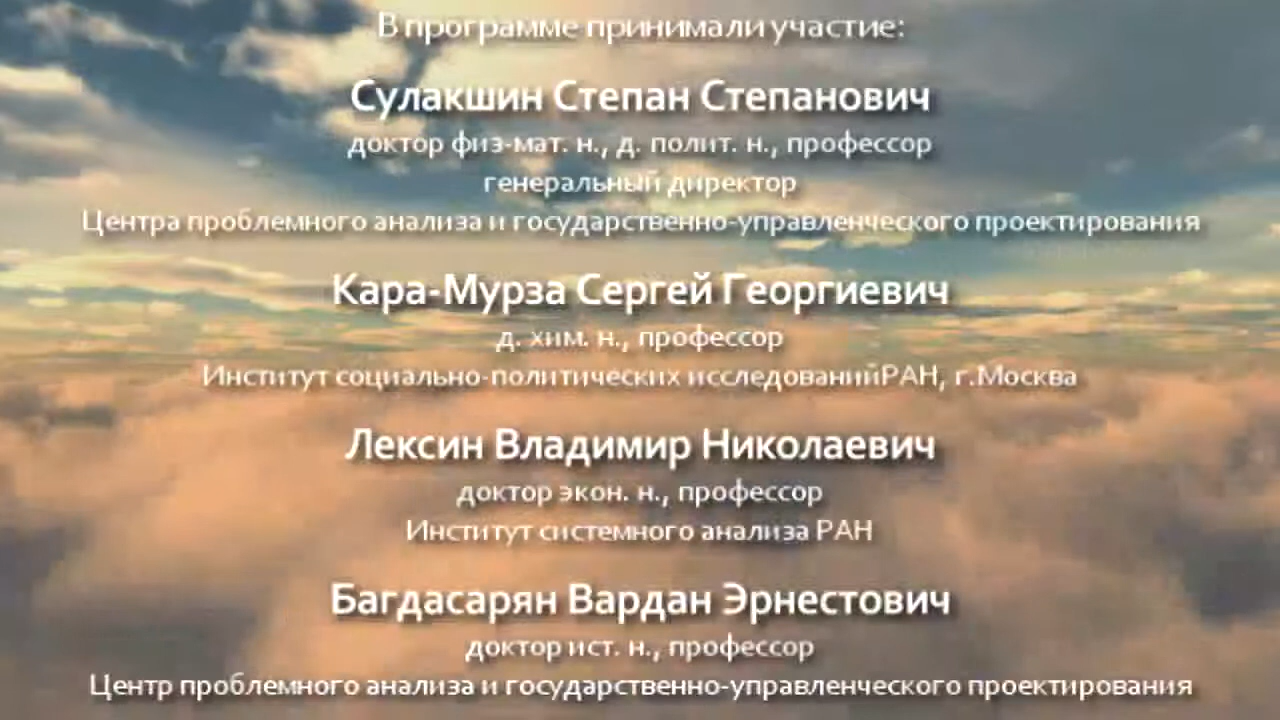 В программе принимали участие:
Сулакшин Степан Степанович
доктор физ-мат. н., д. полит. н., профессор
генеральный директор
Центра проблемного анализа и государственно-управленческого проектирования
Кара-Мурза Сергей Георгиевич
д. хим. н., профессор
Институт социально-политических исследованийРАН, г.Москва
Лексин Владимир Николаевич
доктор экон. н., профессор
Институт системного анализа РАН
Багдасарян Вардан Эрнестович
доктор ист. н., профессор
Центр проблемного анализа и государственно-управленческого проектирования